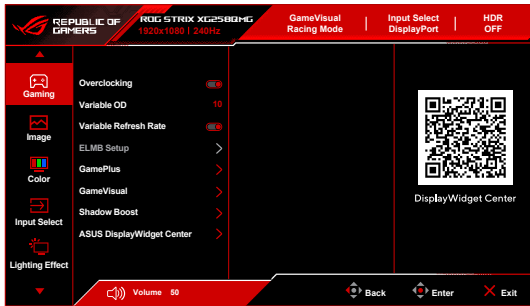 REPUBLIC OF
GAMERS
ROG STRIX XG258QMG
1920x1080 | 240Hz
GameVisual
Racing Mode
Input Select
DisplayPort
HDR
OFF
Gaming
Image
Color
Input Select
Lighting Effect
Overclocking
Variable OD 10
Variable Refresh Rate
ELMB Setup
GamePlus
GameVisual
Shadow Boost
ASUS DisplayWidget Center
DisplayWidget Center
Volume 50
Back
Enter
Exit